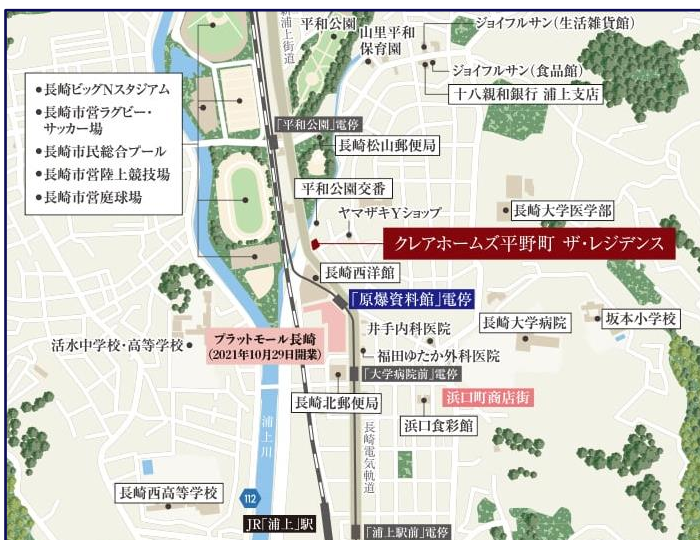 新浦上街道
平和公園
山里平和
保育園
ジョイフルサン(生活雑貨館)
ジョイフルサン(食品館)
十八親和銀行 浦上支店
●長崎ビッグNスタジアム
●長崎市営ラグビー・
サッカー場
●長崎市民総合プール
●長崎市営陸上競技場
●長崎市営庭球場
「平和公園」電停
長崎松山郵便局
平和公園交番
ヤマザキYショップ
長崎大学医学部
クレアホームズ平野町 ザ・レジデンス
長崎西洋館
「原爆資料館」電停
プラットモール長崎
(2021年10月29日開業)
井手内科医院
長崎大学病院
坂本小学校
活水中学校・高等学校
福田ゆたか外科医院
「大学病院前」電停
長崎北郵便局
浜口町商店街
浜口食彩館
浦上川
長崎電気軌道
長崎西高等学校
112
JR「浦上」駅
「浦上駅前」電停